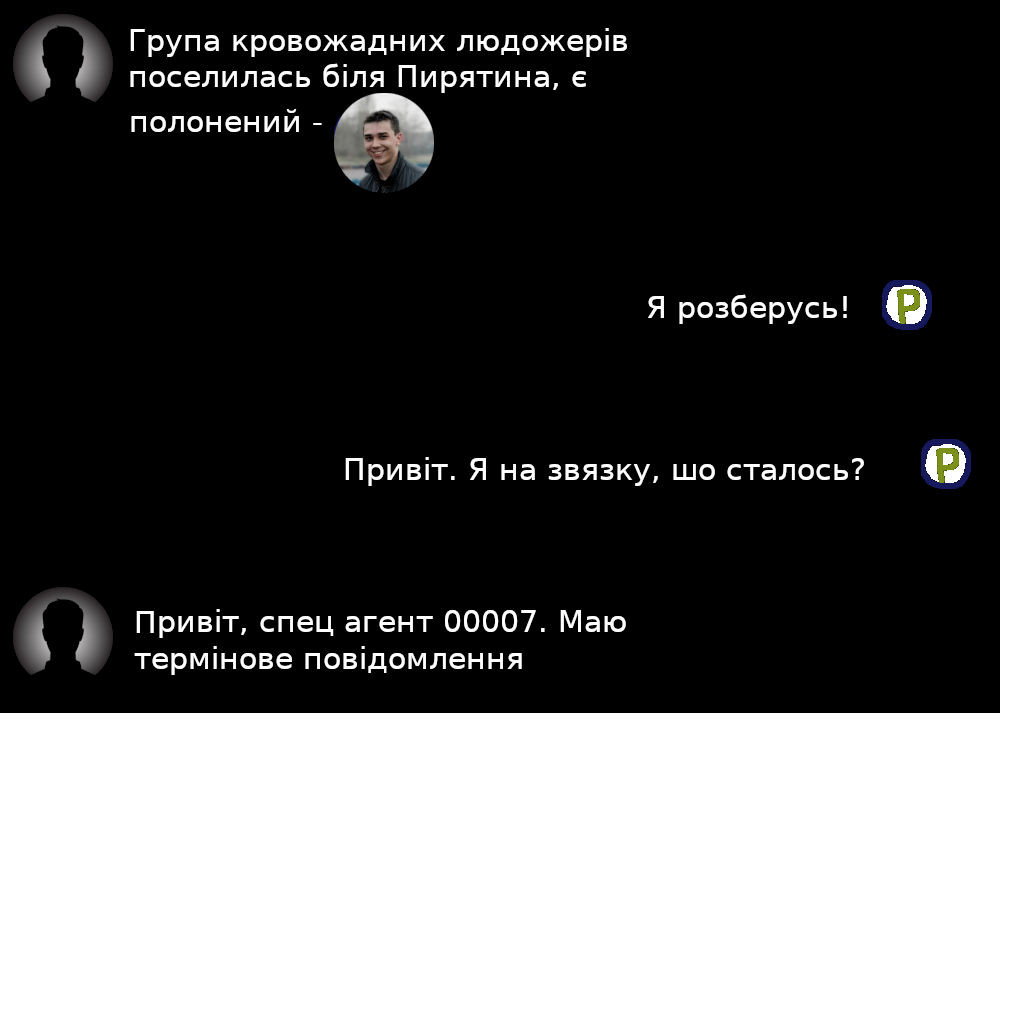 Група кровожадних людожерів
поселилась біля Пирятина, є
полонений -
Я розберусь! P
Привіт. Я на звязку, шо сталось? P
Привіт, спец агент 00007. Маю
термінове повідомлення